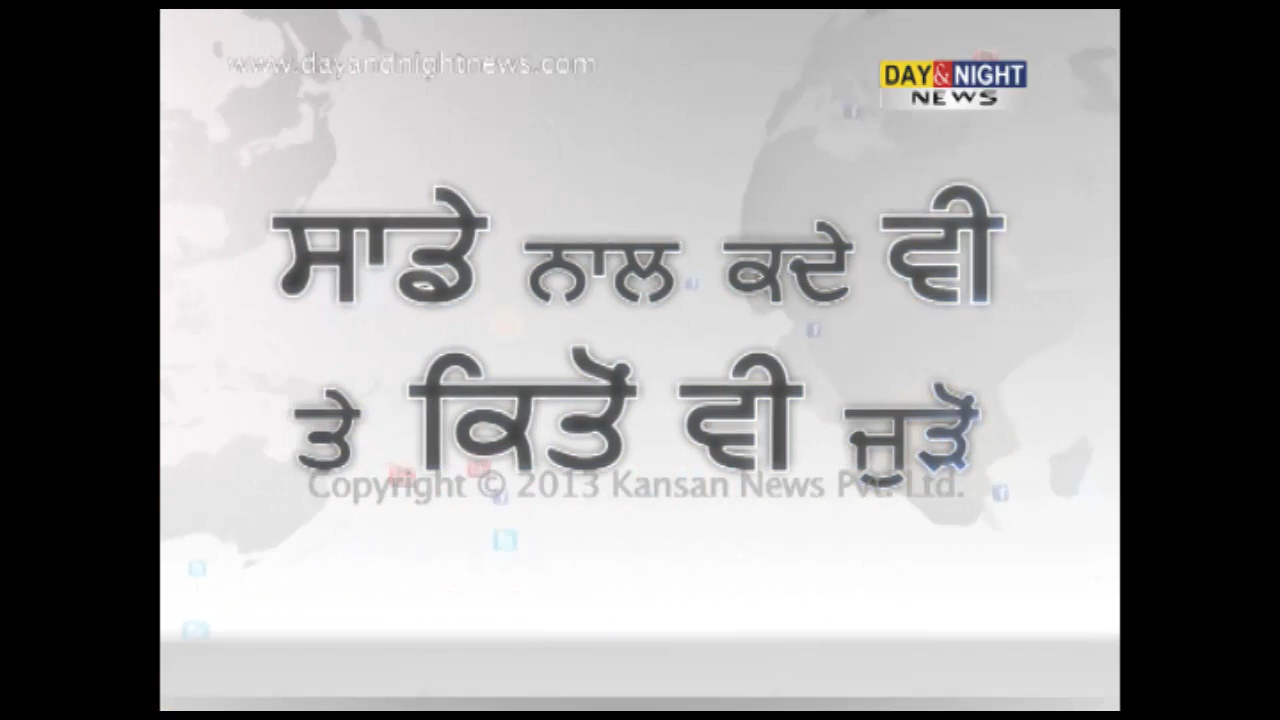 www.dayandnightnews.com
DAY&NIGHT
NEWS
ਸਾਡੇ ਨਾਲ ਕਦੇ ਵੀ
ਤੇ ਕਿਤੋਂ ਵੀ ਜੁੜੋਂ
Copyright © 2013 Kansan News Pvt. Ltd.